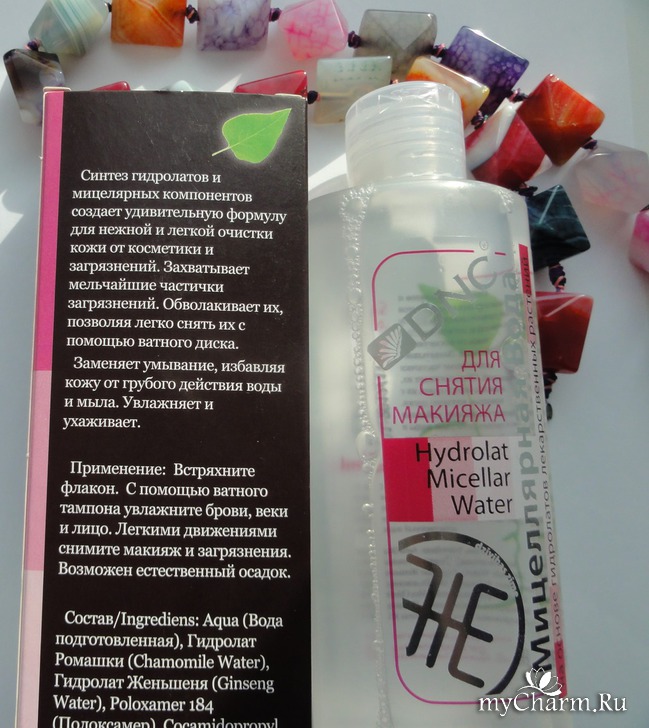 Синтез гидролатов и
мицелярных компонентов
создает удивительную формулу
для нежной и легкой очистки
кожи от косметики и
загрязнений. Захватывает
мельчайшие частички
загрязнений. Обволакивает их,
позволяя легко снять их с
помощью ватного диска.
Заменяет умывание, избавляя
кожу от грубого действия воды
и мыла. Увлажняет и
ухаживает.
Применение: Встряхните
флакон. С помощью ватного
тампона увлажните брови, веки
и лицо. Легкими движениями
снимите макияж и загрязнения.
Возможен естественный осадок.
Состав/Ingrediens: Aqua (Вода
подготовленная), Гидролат
Ромашки (Chamomile Water),
Гидролат Женьшеня (Ginseng
Water), Poloxamer 184
(Полоксамер), Cocamidopropyl
DNC®
ДЛЯ
СНЯТИЯ
МАКИЯЖА
Hydrolat
Micellar
Water
Мицеллярная вода
на основе гидролатов лекарственных растений
myCharm.Ru